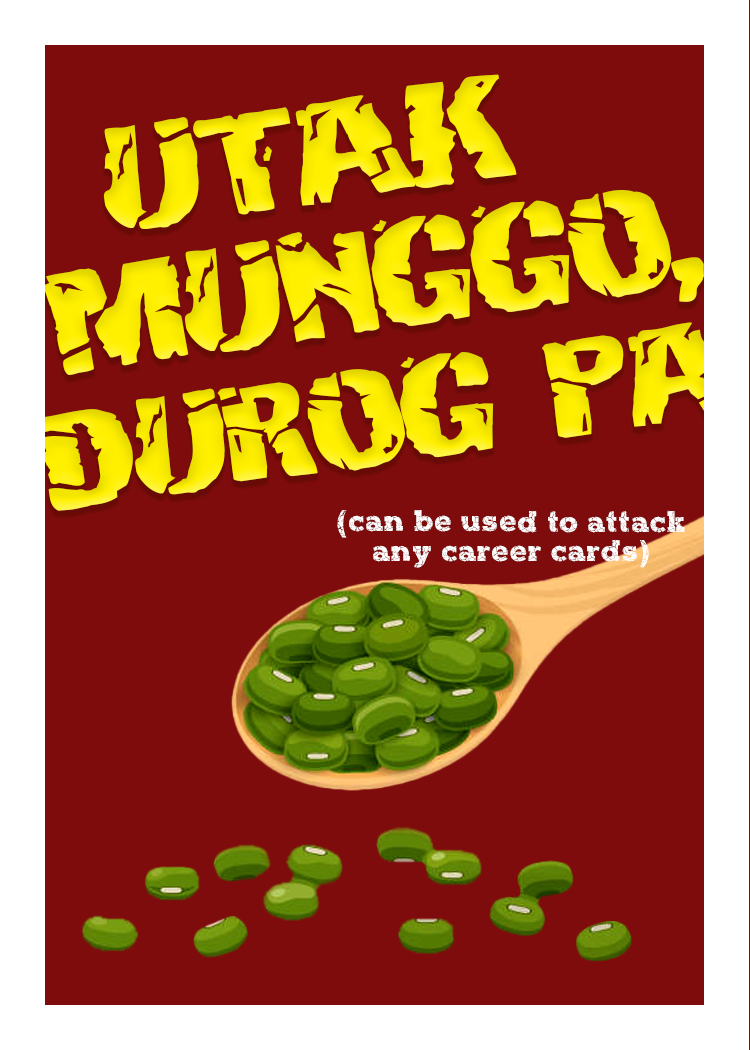 UTAK
MUNGGO,
DUROG PA
(can be used to attack
any career cards)